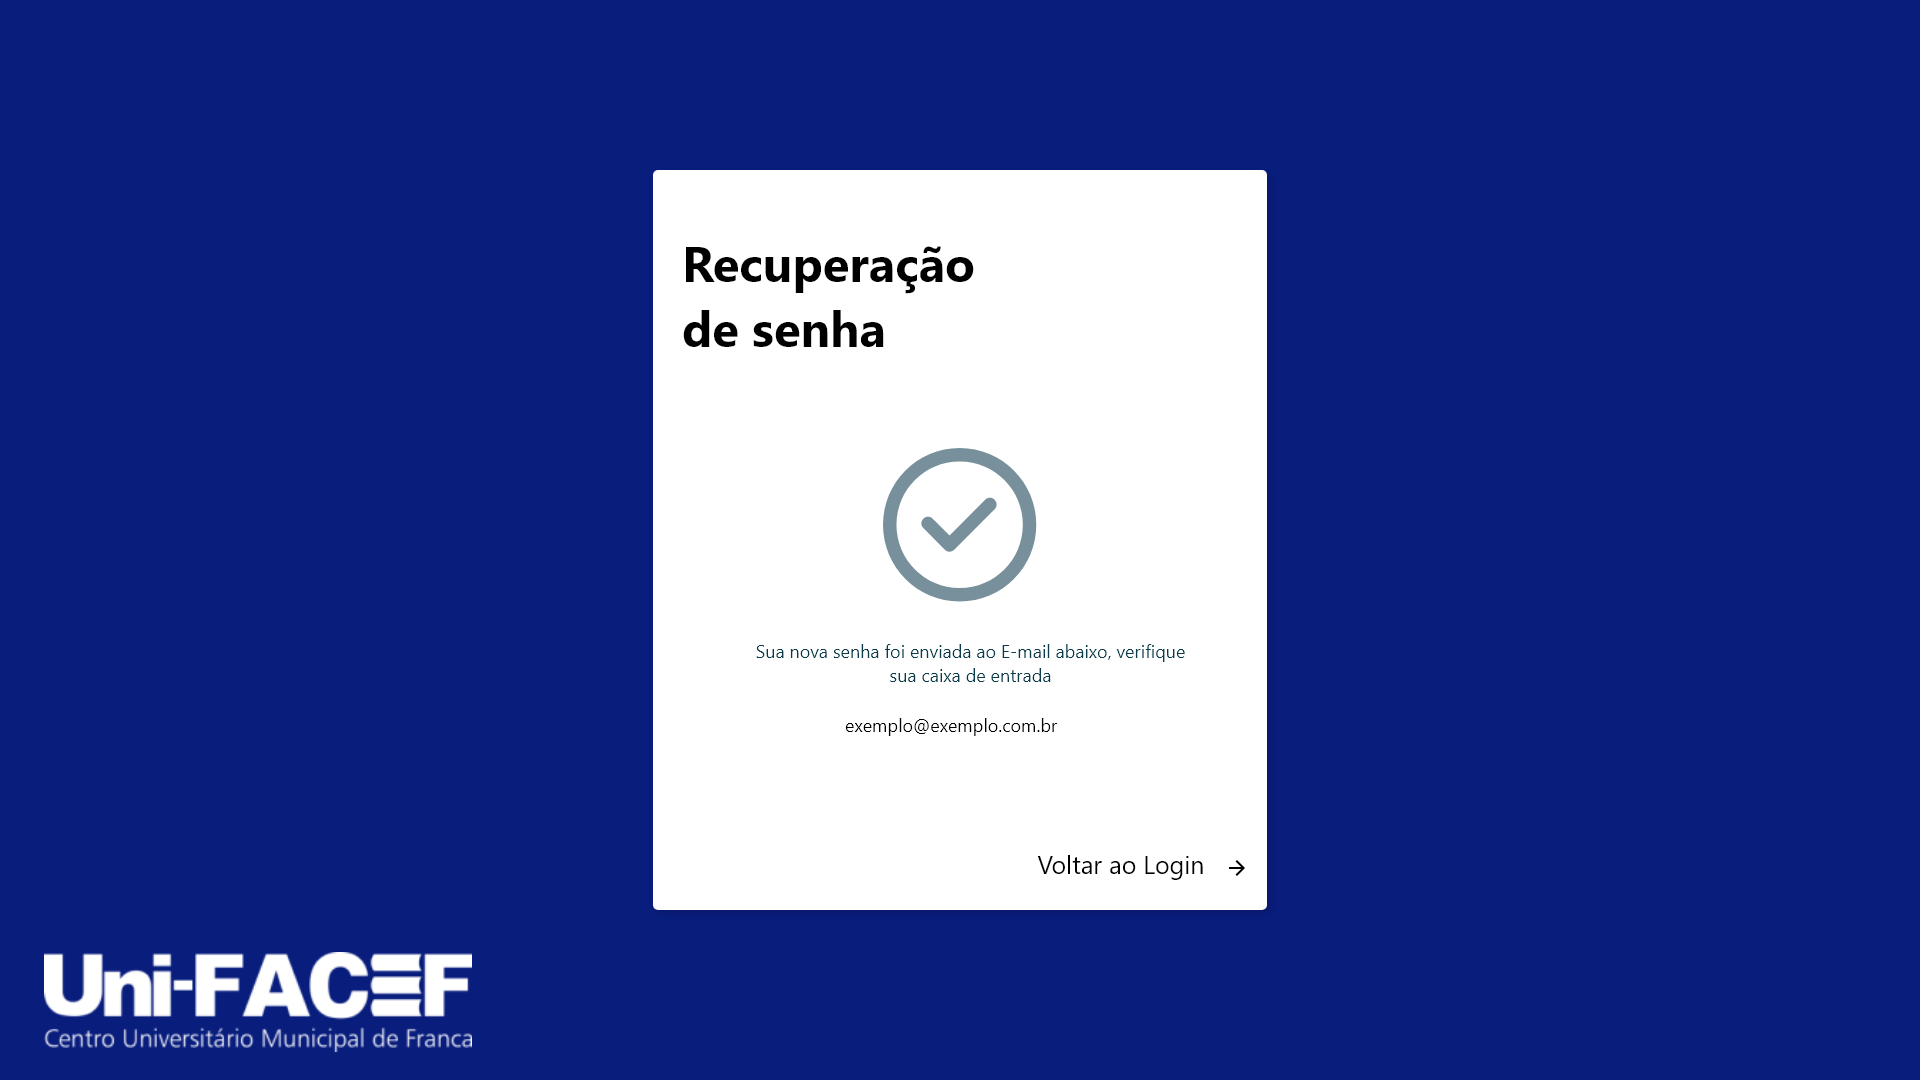 Recuperação
de senha
Sua nova senha foi enviada ao E-mail abaixo, verifique
sua caixa de entrada
exemplo@exemplo.com.br
Voltar ao Login
Uni-FACEF
Centro Universitário Municipal de Franca